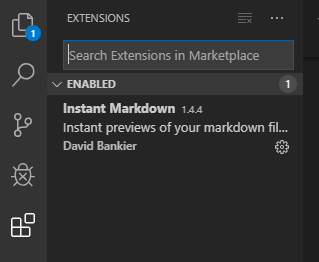 EXTENSIONS
1
Search Extensions in Marketplace
ENABLED 1
Instant Markdown 1.4.4
Instant previews of your markdown fil...
David Bankier